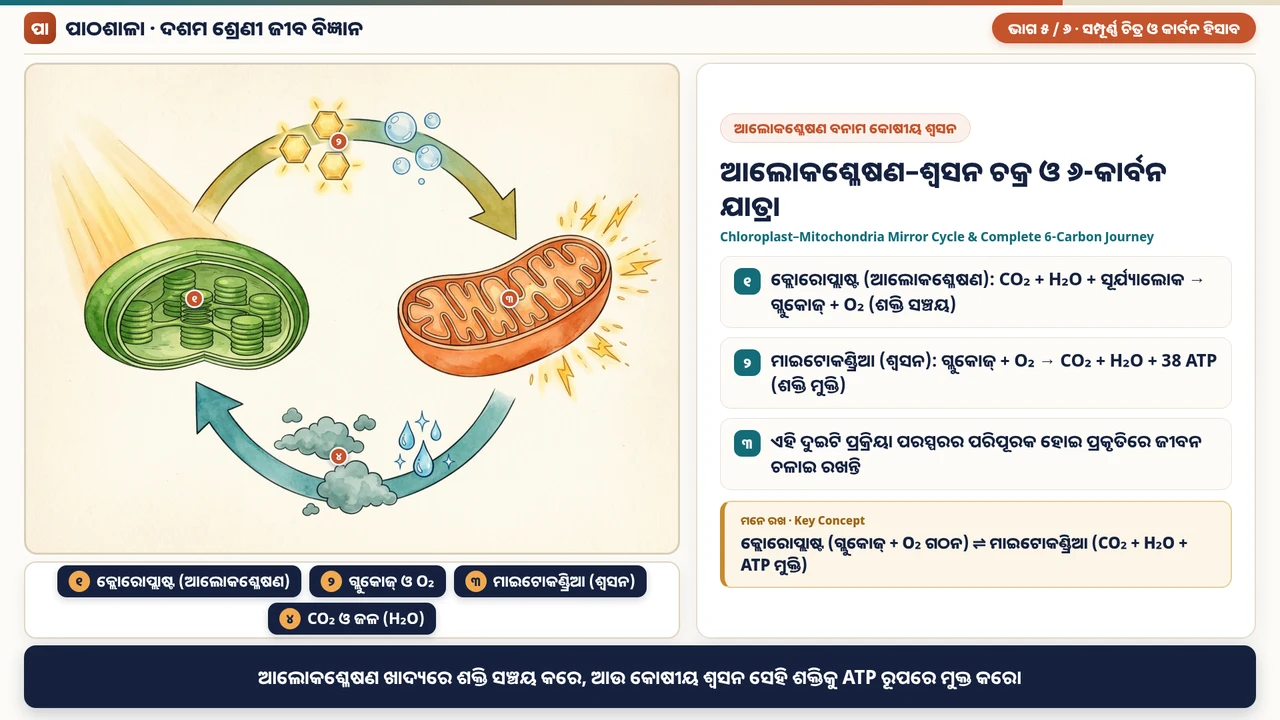 ପା ପାଠଶାଳା · ଦଶମ ଶ୍ରେଣୀ ଜୀବ ବିଜ୍ଞାନ
ଭାଗ ୫ / ୬ · ସମ୍ପୂର୍ଣ୍ଣ ଚିତ୍ର ଓ କାର୍ବନ ହିସାବ
୨
୧
୩
୪
୧ କ୍ଲୋରୋପ୍ଲାଷ୍ଟ (ଆଲୋକଶ୍ଳେଷଣ)
୨ ଗ୍ଲୁକୋଜ୍ ଓ O₂
୩ ମାଇଟୋକଣ୍ଡ୍ରିଆ (ଶ୍ୱସନ)
୪ CO₂ ଓ ଜଳ (H₂O)
ଆଲୋକଶ୍ଳେଷଣ ବନାମ କୋଷୀୟ ଶ୍ୱସନ
ଆଲୋକଶ୍ଳେଷଣ–ଶ୍ୱସନ ଚକ୍ର ଓ ୬-କାର୍ବନ
ଯାତ୍ରା
Chloroplast–Mitochondria Mirror Cycle & Complete 6-Carbon Journey
୧ କ୍ଲୋରୋପ୍ଲାଷ୍ଟ (ଆଲୋକଶ୍ଳେଷଣ): CO₂ + H₂O + ସୂର୍ଯ୍ୟାଲୋକ →
ଗ୍ଲୁକୋଜ୍ + O₂ (ଶକ୍ତି ସଞ୍ଚୟ)
୨ ମାଇଟୋକଣ୍ଡ୍ରିଆ (ଶ୍ୱସନ): ଗ୍ଲୁକୋଜ୍ + O₂ → CO₂ + H₂O + 38 ATP
(ଶକ୍ତି ମୁକ୍ତି)
୩ ଏହି ଦୁଇଟି ପ୍ରକ୍ରିୟା ପରସ୍ପରର ପରିପୂରକ ହୋଇ ପ୍ରକୃତିରେ ଜୀବନ
ଚଳାଇ ରଖନ୍ତି
ମନେ ରଖ · Key Concept
କ୍ଲୋରୋପ୍ଲାଷ୍ଟ (ଗ୍ଲୁକୋଜ୍ + O₂ ଗଠନ) ⇌ ମାଇଟୋକଣ୍ଡ୍ରିଆ (CO₂ + H₂O +
ATP ମୁକ୍ତି)
ଆଲୋକଶ୍ଳେଷଣ ଖାଦ୍ୟରେ ଶକ୍ତି ସଞ୍ଚୟ କରେ, ଆଉ କୋଷୀୟ ଶ୍ୱସନ ସେହି ଶକ୍ତିକୁ ATP ରୂପରେ ମୁକ୍ତ କରେ।